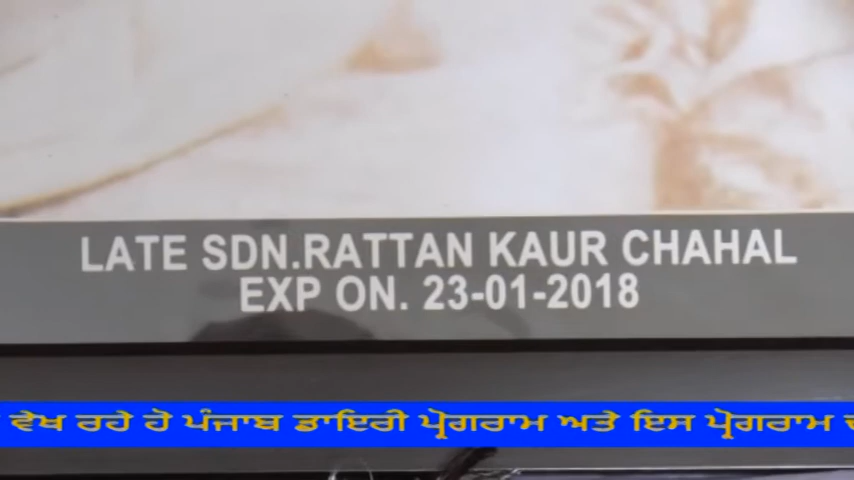 LATE SDN.RATTAN KAUR CHAHAL
EXP ON. 23-01-2018
ਵੇਖ ਰਹੇ ਹੋ ਪੰਜਾਬ ਡਾਇਰੀ ਪ੍ਰੋਗਰਾਮ ਅਤੇ ਇਸ ਪ੍ਰੋਗਰਾਮ